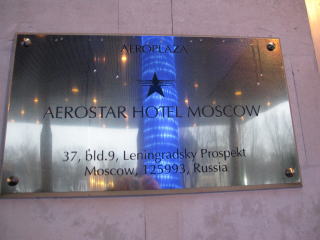 AEROPLAZA
AEROSTAR HOTEL MOSCOW
37, bld.9, Leningradsky Prospekt
Moscow, 125993, Russia